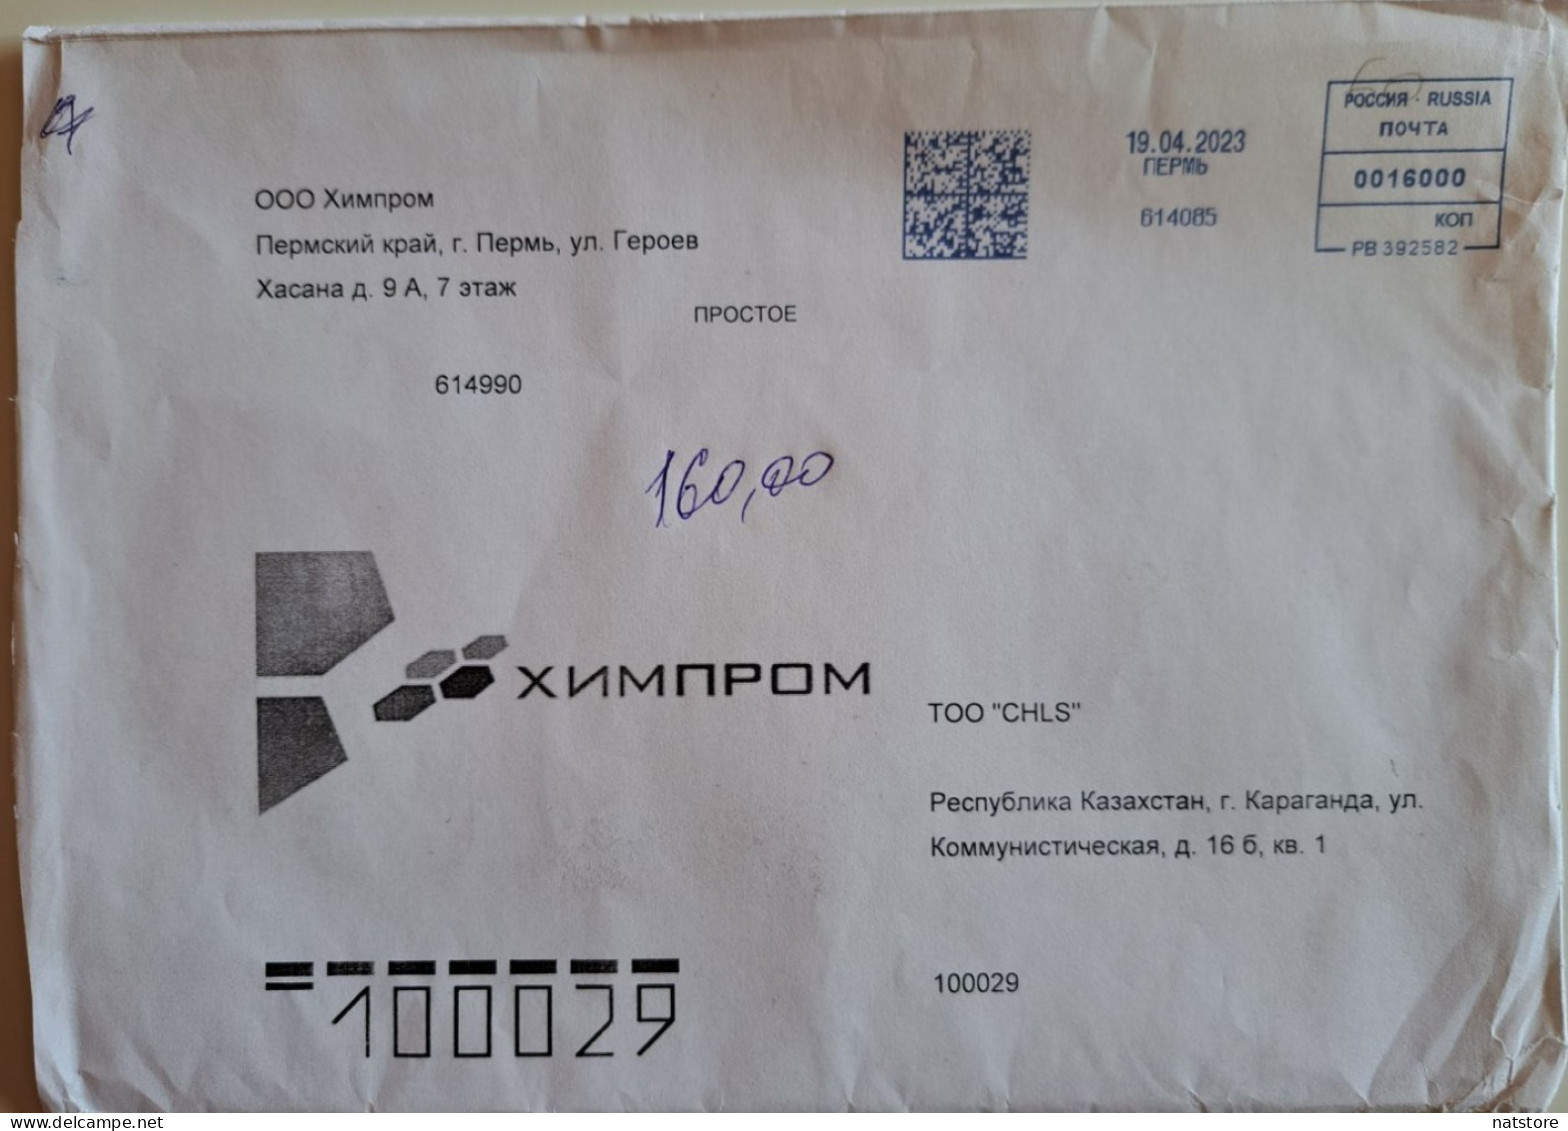 РОССИЯ · RUSSIA
ПОЧТА
0016000
КОП
РВ 392582
19.04.2023
ПЕРМЬ
614085
ООО Химпром
Пермский край, г. Пермь, ул. Героев
Хасана д. 9 А, 7 этаж
ПРОСТОЕ
614990
160,00
ХИМПРОМ
ТОО "CHLS"
Республика Казахстан, г. Караганда, ул.
Коммунистическая, д. 16 б, кв. 1
100029
100029
www.delcampe.net
natstore